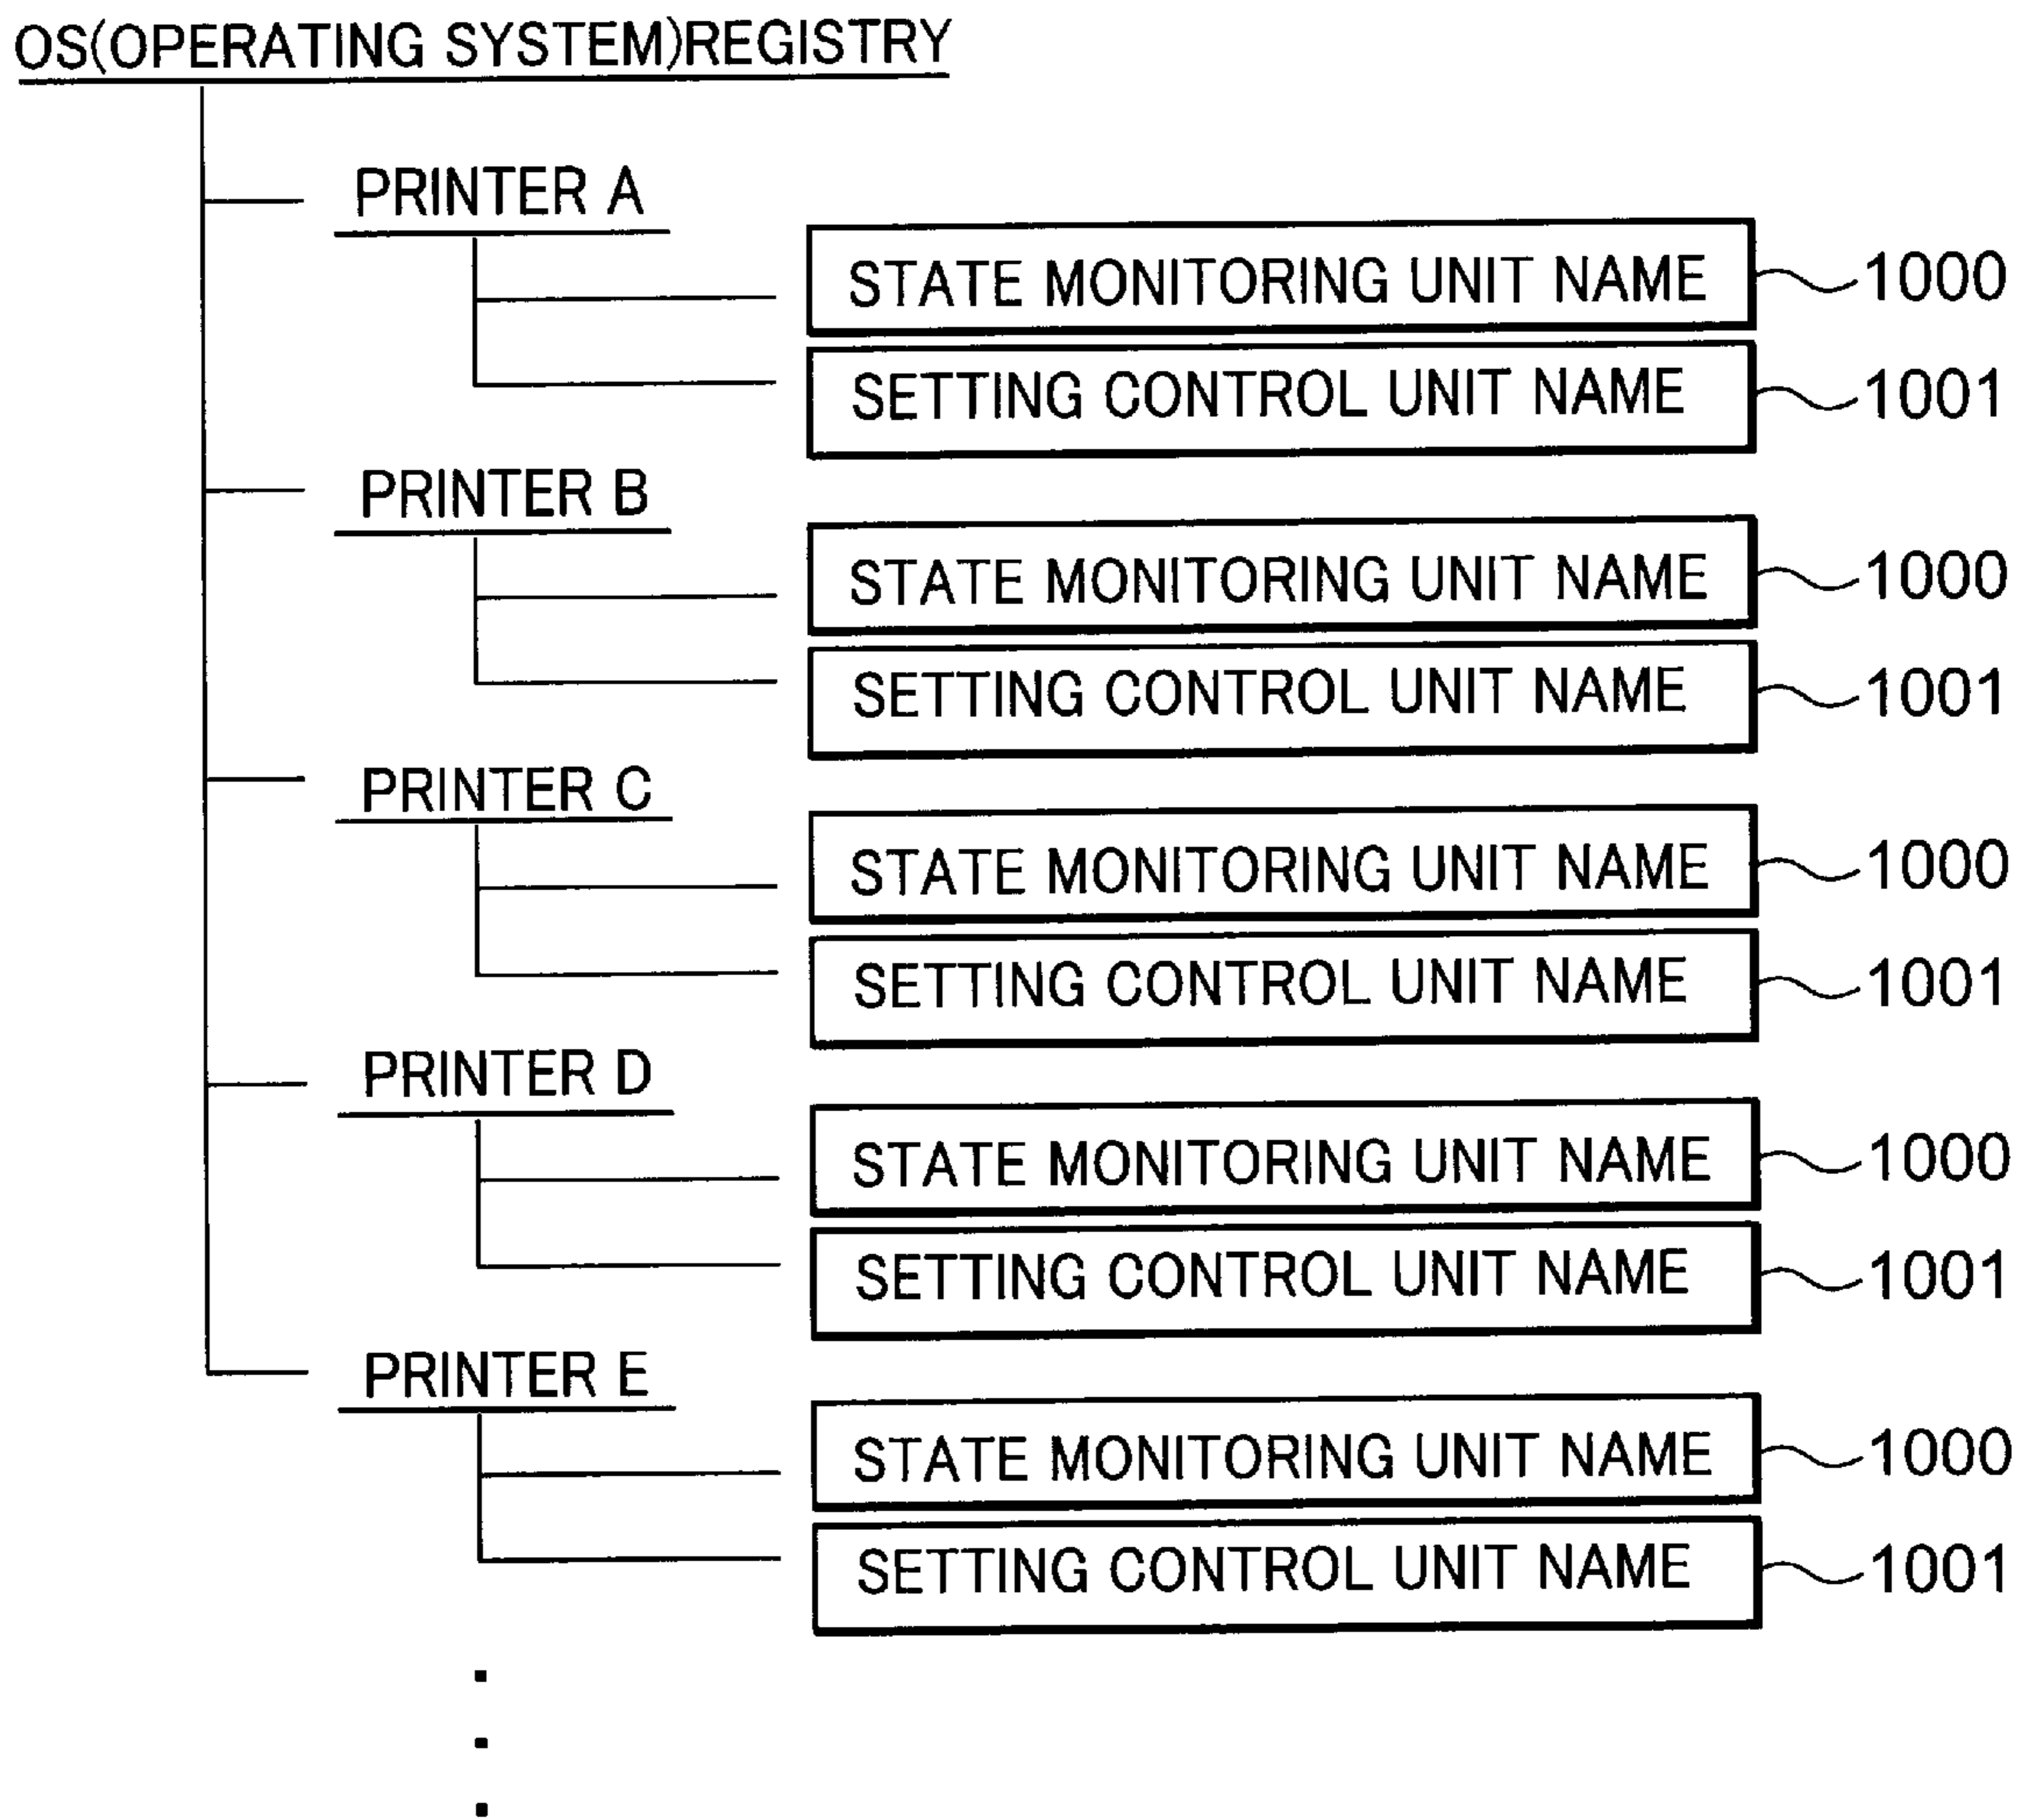 OS(OPERATING SYSTEM)REGISTRY
PRINTER A
STATE MONITORING UNIT NAME 1000
SETTING CONTROL UNIT NAME 1001
PRINTER B
STATE MONITORING UNIT NAME 1000
SETTING CONTROL UNIT NAME 1001
PRINTER C
STATE MONITORING UNIT NAME 1000
SETTING CONTROL UNIT NAME 1001
PRINTER D
STATE MONITORING UNIT NAME 1000
SETTING CONTROL UNIT NAME 1001
PRINTER E
STATE MONITORING UNIT NAME 1000
SETTING CONTROL UNIT NAME 1001